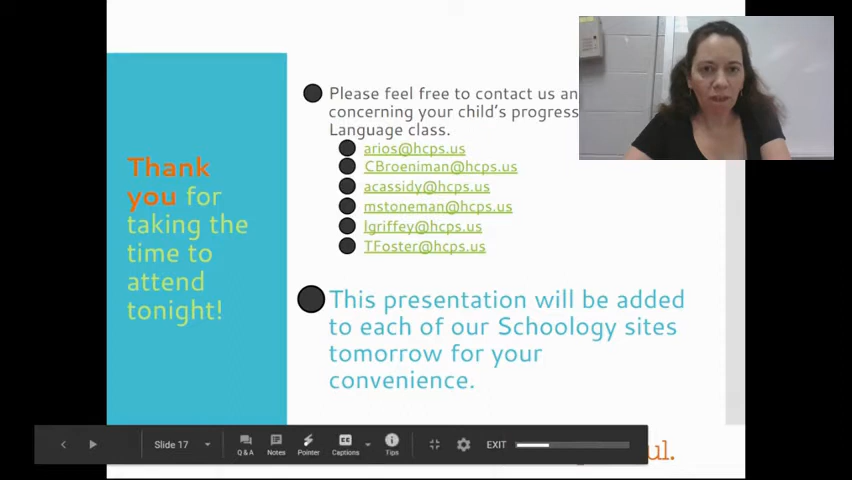 Thank
you for
taking the
time to
attend
tonight!
Please feel free to contact us an
concerning your child's progress
Language class.
arios@hcps.us
CBroeniman@hcps.us
acassidy@hcps.us
mstoneman@hcps.us
lgriffey@hcps.us
TFoster@hcps.us
This presentation will be added
to each of our Schoology sites
tomorrow for your
convenience.
Slide 17
Q & A
Notes
Pointer
CC
Captions
Tips
EXIT
ul.